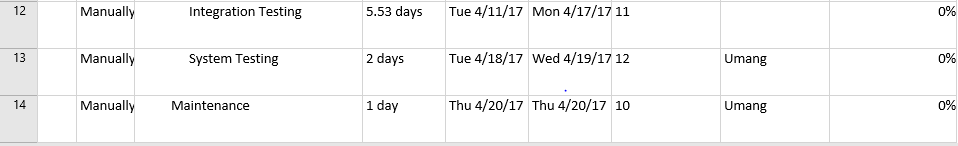 12 Manually Integration Testing 5.53 days Tue 4/11/17 Mon 4/17/17 11 0%
13 Manually System Testing 2 days Tue 4/18/17 Wed 4/19/17 12 Umang 0%
14 Manually Maintenance 1 day Thu 4/20/17 Thu 4/20/17 10 Umang 0%